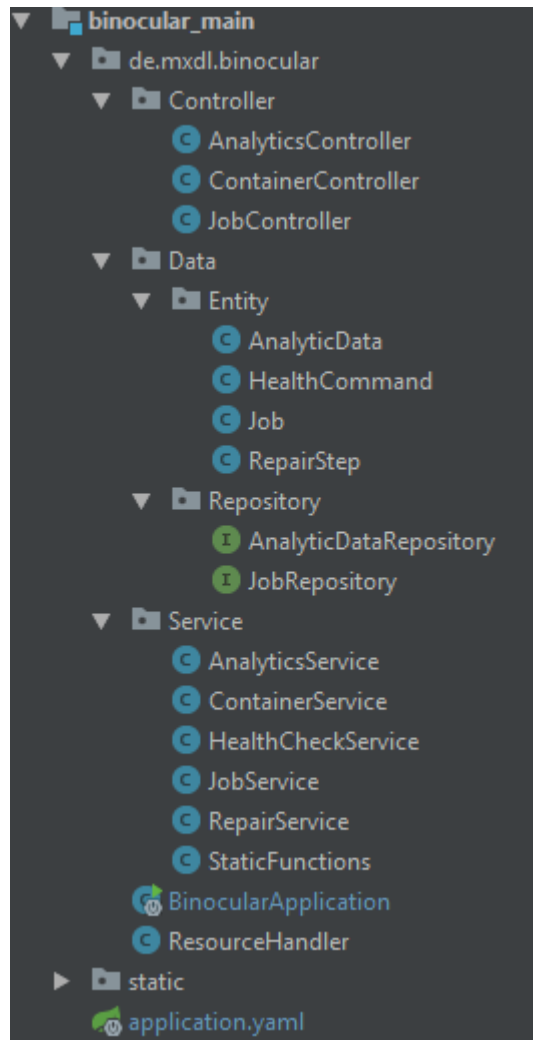 binocular_main
de.mxdl.binocular
Controller
AnalyticsController
ContainerController
JobController
Data
Entity
AnalyticData
HealthCommand
Job
RepairStep
Repository
AnalyticDataRepository
JobRepository
Service
AnalyticsService
ContainerService
HealthCheckService
JobService
RepairService
StaticFunctions
BinocularApplication
ResourceHandler
static
application.yaml